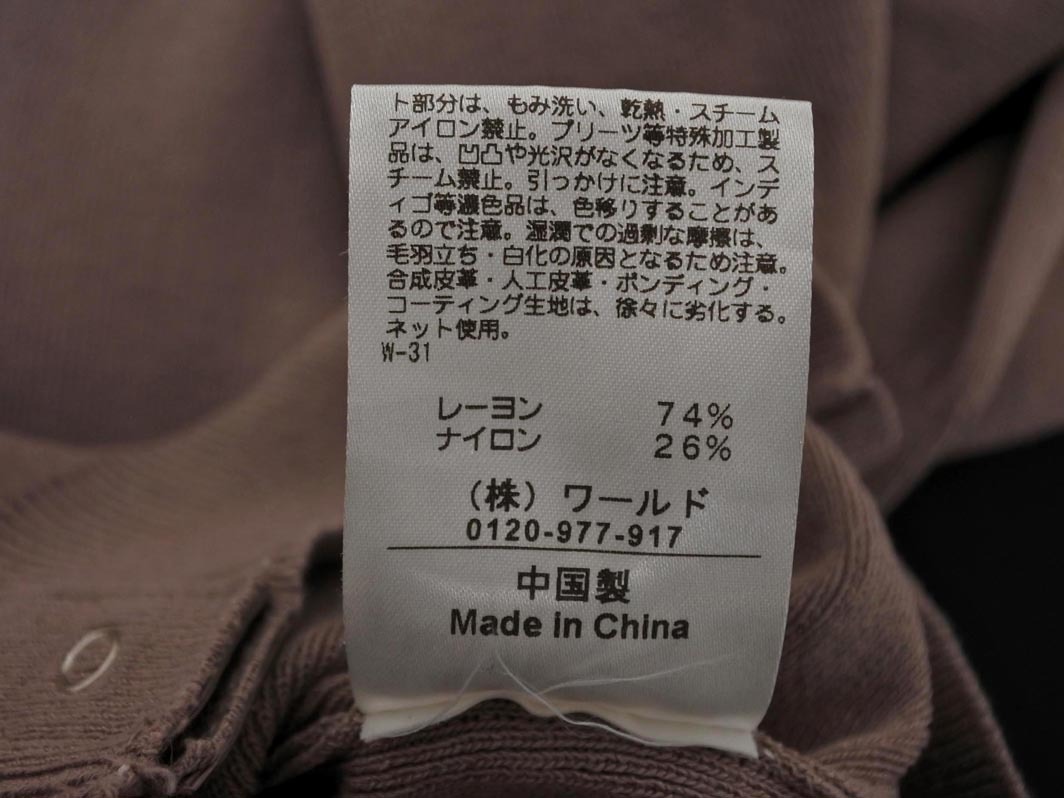 ト部分は、もみ洗い、乾熱・スチーム
アイロン禁止。プリーツ等特殊加工製
品は、凹凸や光沢がなくなるため、ス
チーム禁止。引っかけに注意。インデ
ィゴ等濃色品は、色移りすることがあ
るので注意。湿潤での過剰な摩擦は、
毛羽立ち・白化の原因となるため注意。
合成皮革・人工皮革・ボンディング・
コーティング生地は、徐々に劣化する。
ネット使用。
W-31
レーヨン 74%
ナイロン 26%
（株）ワールド
0120-977-917
中国製
Made in China